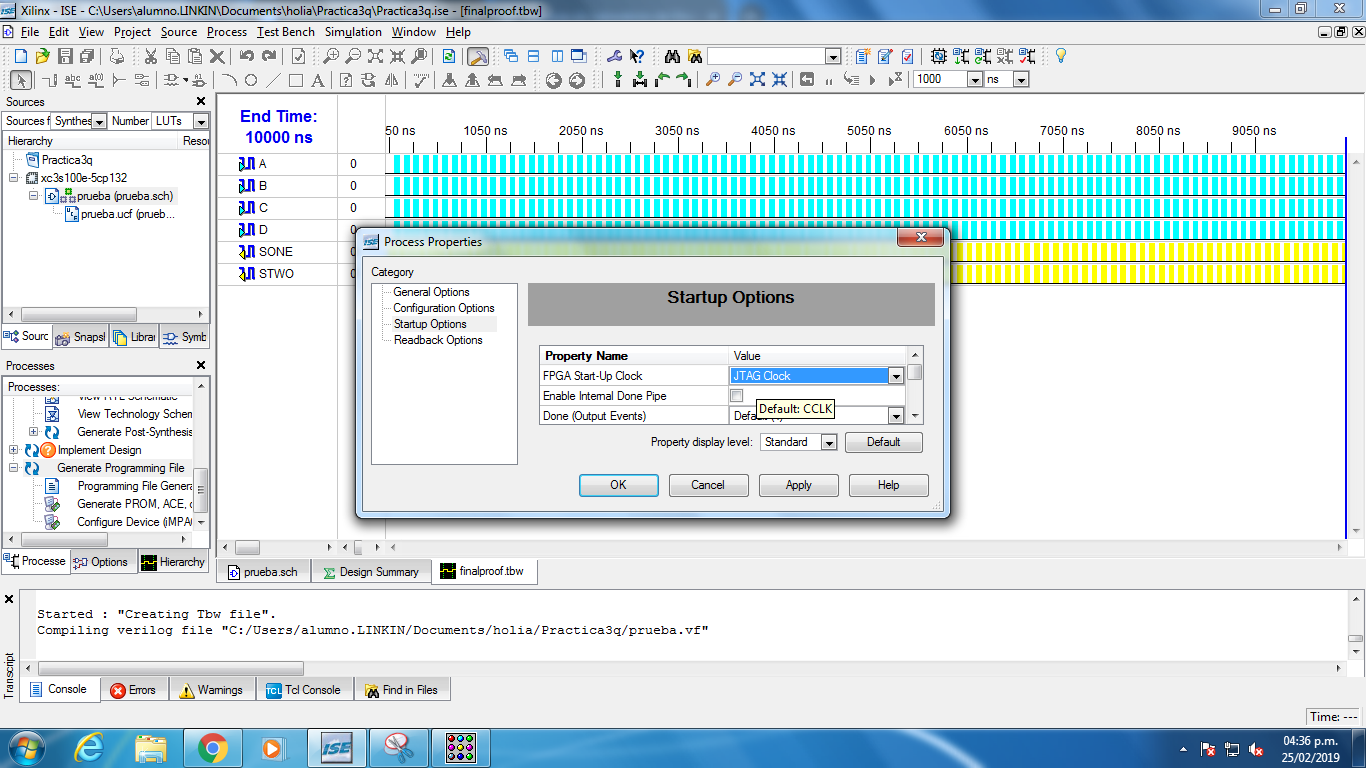 Xilinx - ISE - C:\Users\alumno.LINKIN\Documents\holia\Practica3q\Practica3q.ise - [finalproof.tbw]
File Edit View Project Source Process Test Bench Simulation Window Help
1000 ns
Sources
Sources f Synthes Number LUTs
Hierarchy Resou
Practica3q
xc3s100e-5cp132
prueba (prueba.sch)
prueba.ucf (prueb...
Sourc Snapsl Librai Symb
Processes
Processes:
View RTL Schematic
View Technology Schem
Generate Post-Synthesis
Implement Design
Generate Programming File
Programming File Genera
Generate PROM, ACE,
Configure Device (iMPA
Processe Options Hierarchy
End Time:
10000 ns
50 ns 1050 ns 2050 ns 3050 ns 4050 ns 5050 ns 6050 ns 7050 ns 8050 ns 9050 ns
A 0
B 0
C 0
D 0
SONE
STWO
ISE Process Properties
Category
General Options
Configuration Options
Startup Options
Readback Options
Startup Options
Property Name Value
FPGA Start-Up Clock JTAG Clock
Enable Internal Done Pipe
Default: CCLK
Done (Output Events)
Property display level: Standard Default
OK Cancel Apply Help
prueba.sch Design Summary finalproof.tbw
Started : "Creating Tbw file".
Compiling verilog file "C:/Users/alumno.LINKIN/Documents/holia/Practica3q/prueba.vf"
Transcript
Console Errors Warnings TCL Tcl Console Find in Files
Time: ---
ISE
04:36 p.m.
25/02/2019